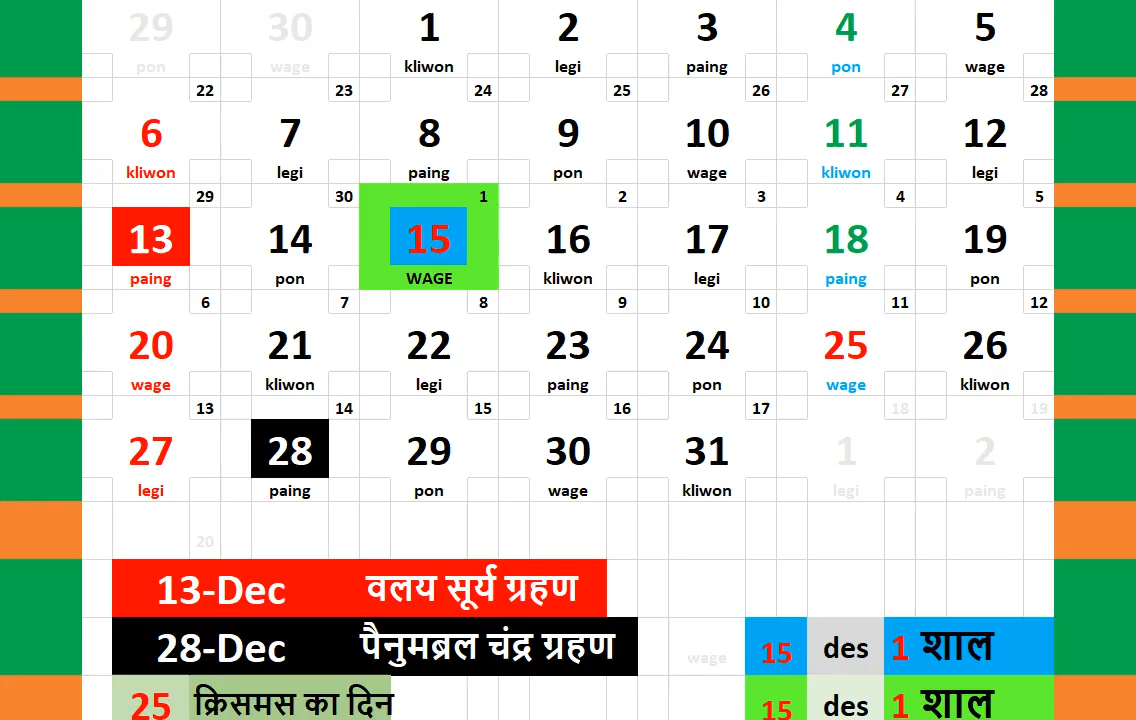 29 30 1 2 3 4 5
pon wage kliwon legi paing pon wage
22 23 24 25 26 27 28
6 7 8 9 10 11 12
kliwon legi paing pon wage kliwon legi
29 30 1 2 3 4 5
13 14 15 16 17 18 19
paing pon WAGE kliwon legi paing pon
6 7 8 9 10 11 12
20 21 22 23 24 25 26
wage kliwon legi paing pon wage kliwon
13 14 15 16 17 18 19
27 28 29 30 31 1 2
legi paing pon wage kliwon legi paing
20
13-Dec वलय सूर्य ग्रहण
28-Dec पैनुमब्रल चंद्र ग्रहण wage 15 des 1 शाल
25 क्रिसमस का दिन 15 des 1 शाल